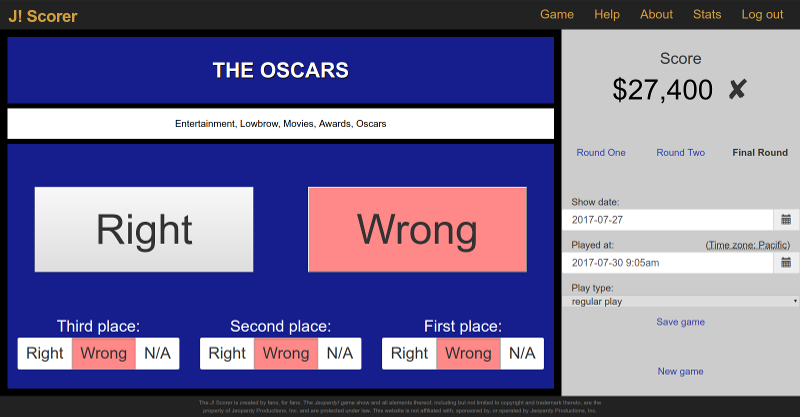 J! Scorer
Game Help About Stats Log out
THE OSCARS
Entertainment, Lowbrow, Movies, Awards, Oscars
Right
Wrong
Third place:
Right Wrong N/A
Second place:
Right Wrong N/A
First place:
Right Wrong N/A
Score
$27,400 ✘
Round One Round Two Final Round
Show date:
2017-07-27
Played at: (Time zone: Pacific)
2017-07-30 9:05am
Play type:
regular play
Save game
New game
The J! Scorer is created by fans, for fans. The Jeopardy! game show and all elements thereof, including but not limited to copyright and trademark thereto, are the
property of Jeopardy Productions, Inc. and are protected under law. This website is not affiliated with, sponsored by, or operated by Jeopardy Productions, Inc.